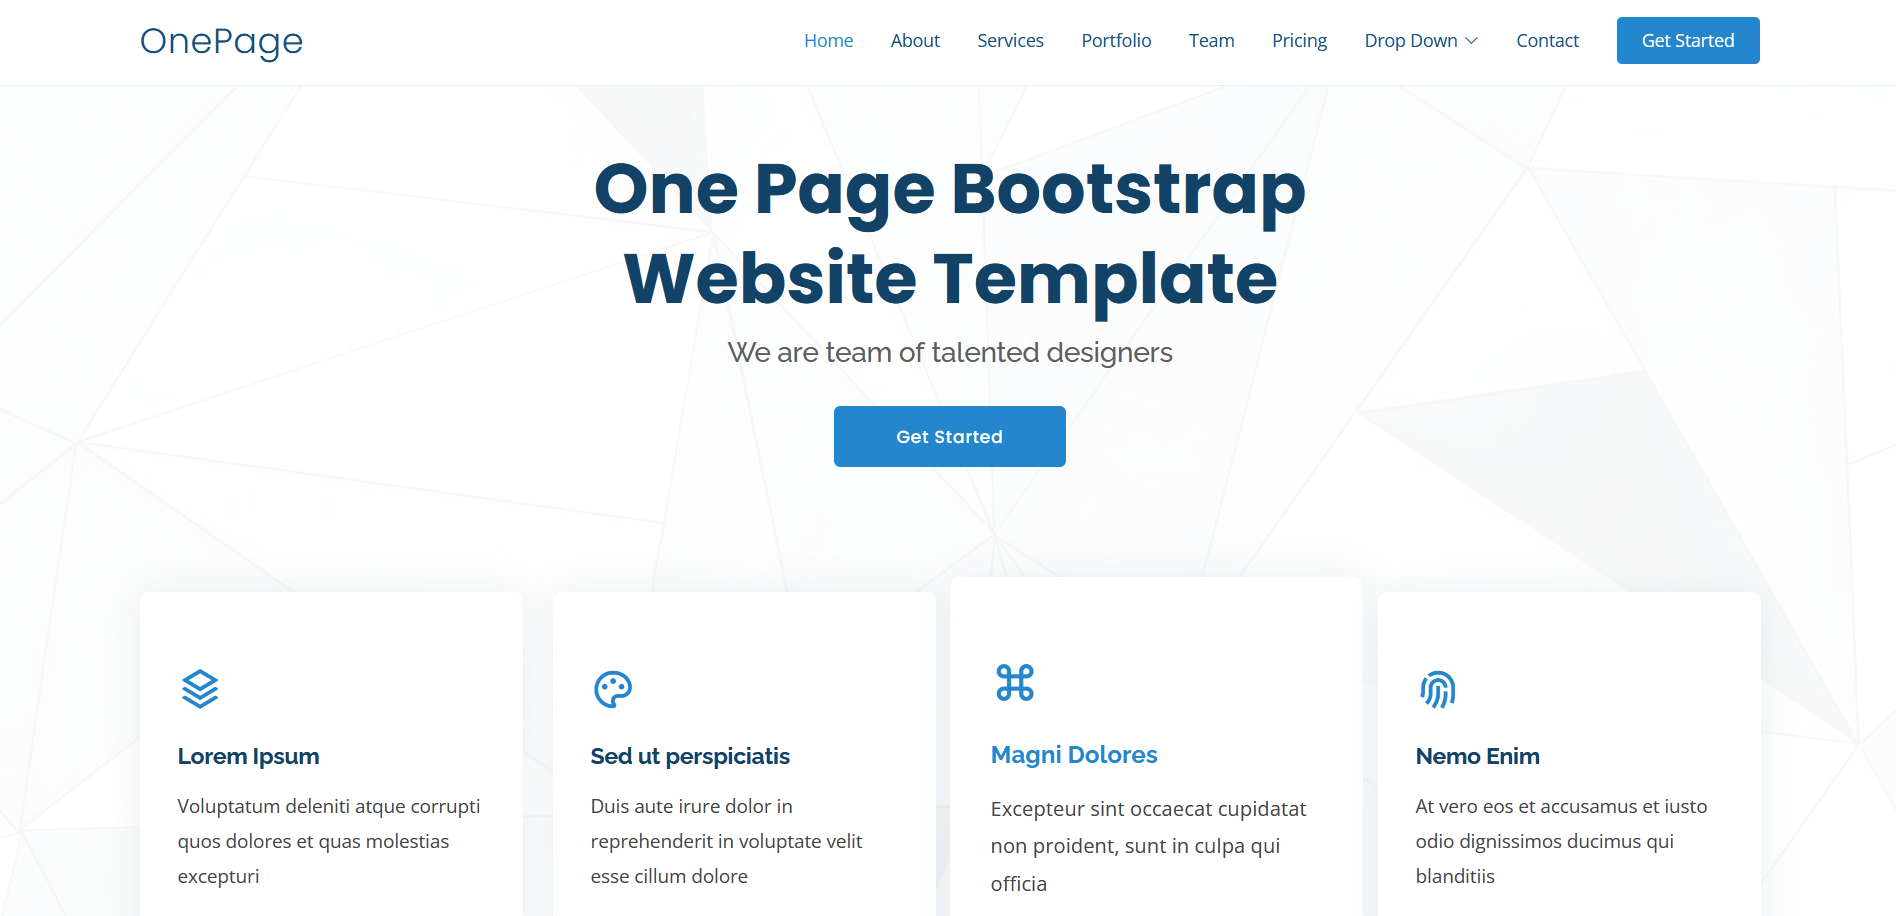 OnePage
Home About Services Portfolio Team Pricing Drop Down Contact Get Started
One Page Bootstrap
Website Template
We are team of talented designers
Get Started
Lorem Ipsum
Voluptatum deleniti atque corrupti
quos dolores et quas molestias
excepturi
Sed ut perspiciatis
Duis aute irure dolor in
reprehenderit in voluptate velit
esse cillum dolore
Magni Dolores
Excepteur sint occaecat cupidatat
non proident, sunt in culpa qui
officia
Nemo Enim
At vero eos et accusamus et iusto
odio dignissimos ducimus qui
blanditiis